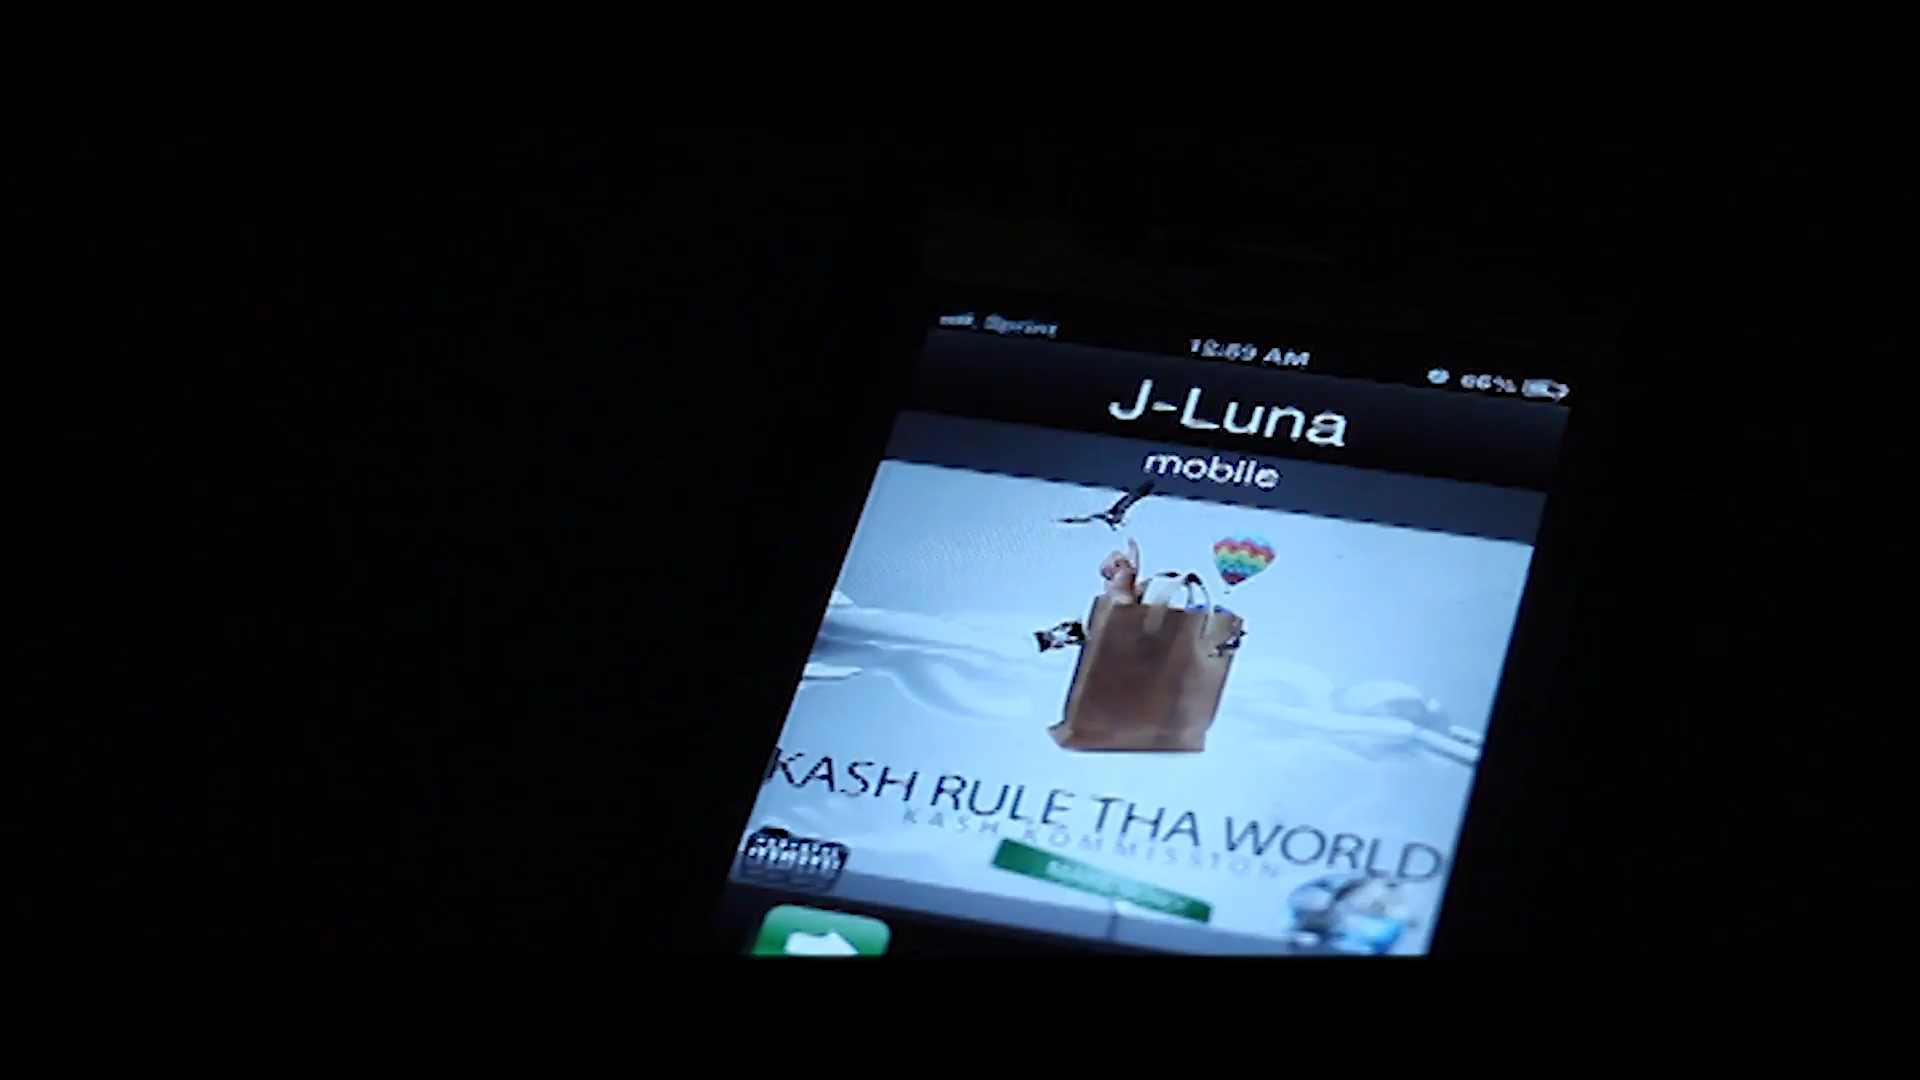 Sprint
12:59 AM
66%
J-Luna
mobile
KASH RULE THA WORLD
KASH KOMMISSION